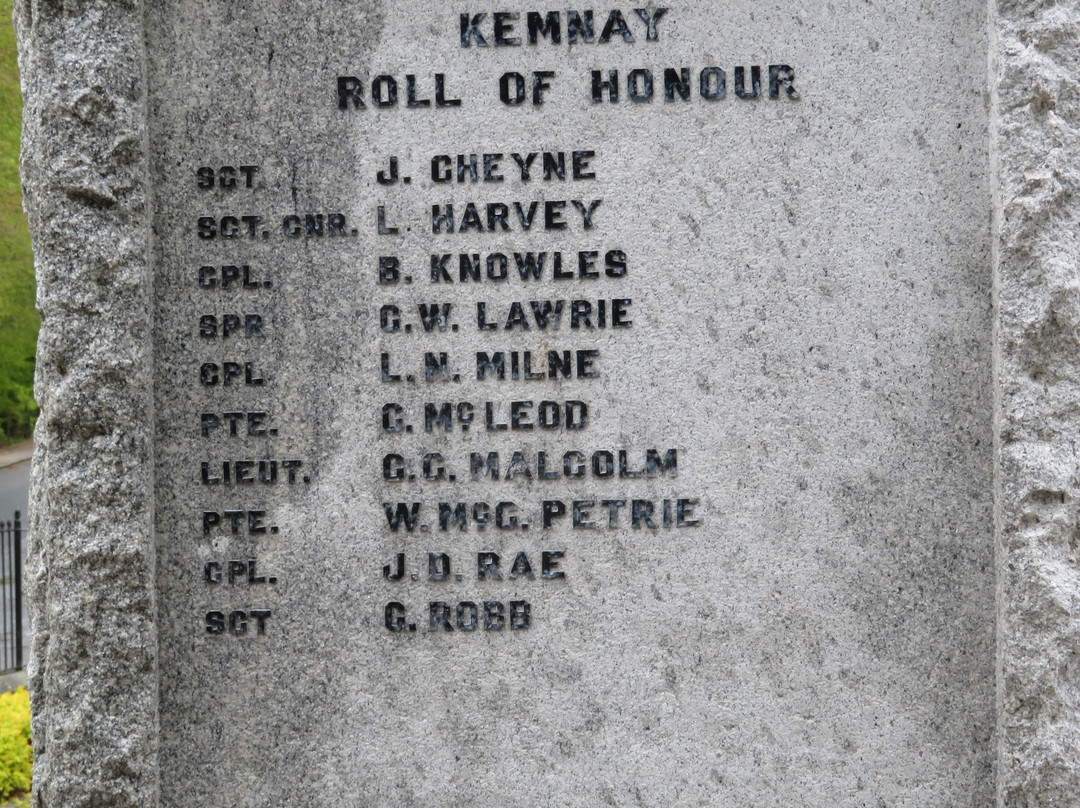 KEMNAY
ROLL OF HONOUR
SGT. J. CHEYNE
SGT. GNR. L. HARVEY
CPL. B. KNOWLES
SPR G.W. LAWRIE
CPL L.N. MILNE
PTE. G. McLEOD
LIEUT. G.G. MALCOLM
PTE. W. McG. PETRIE
CPL. J.D. RAE
SGT G. ROBB